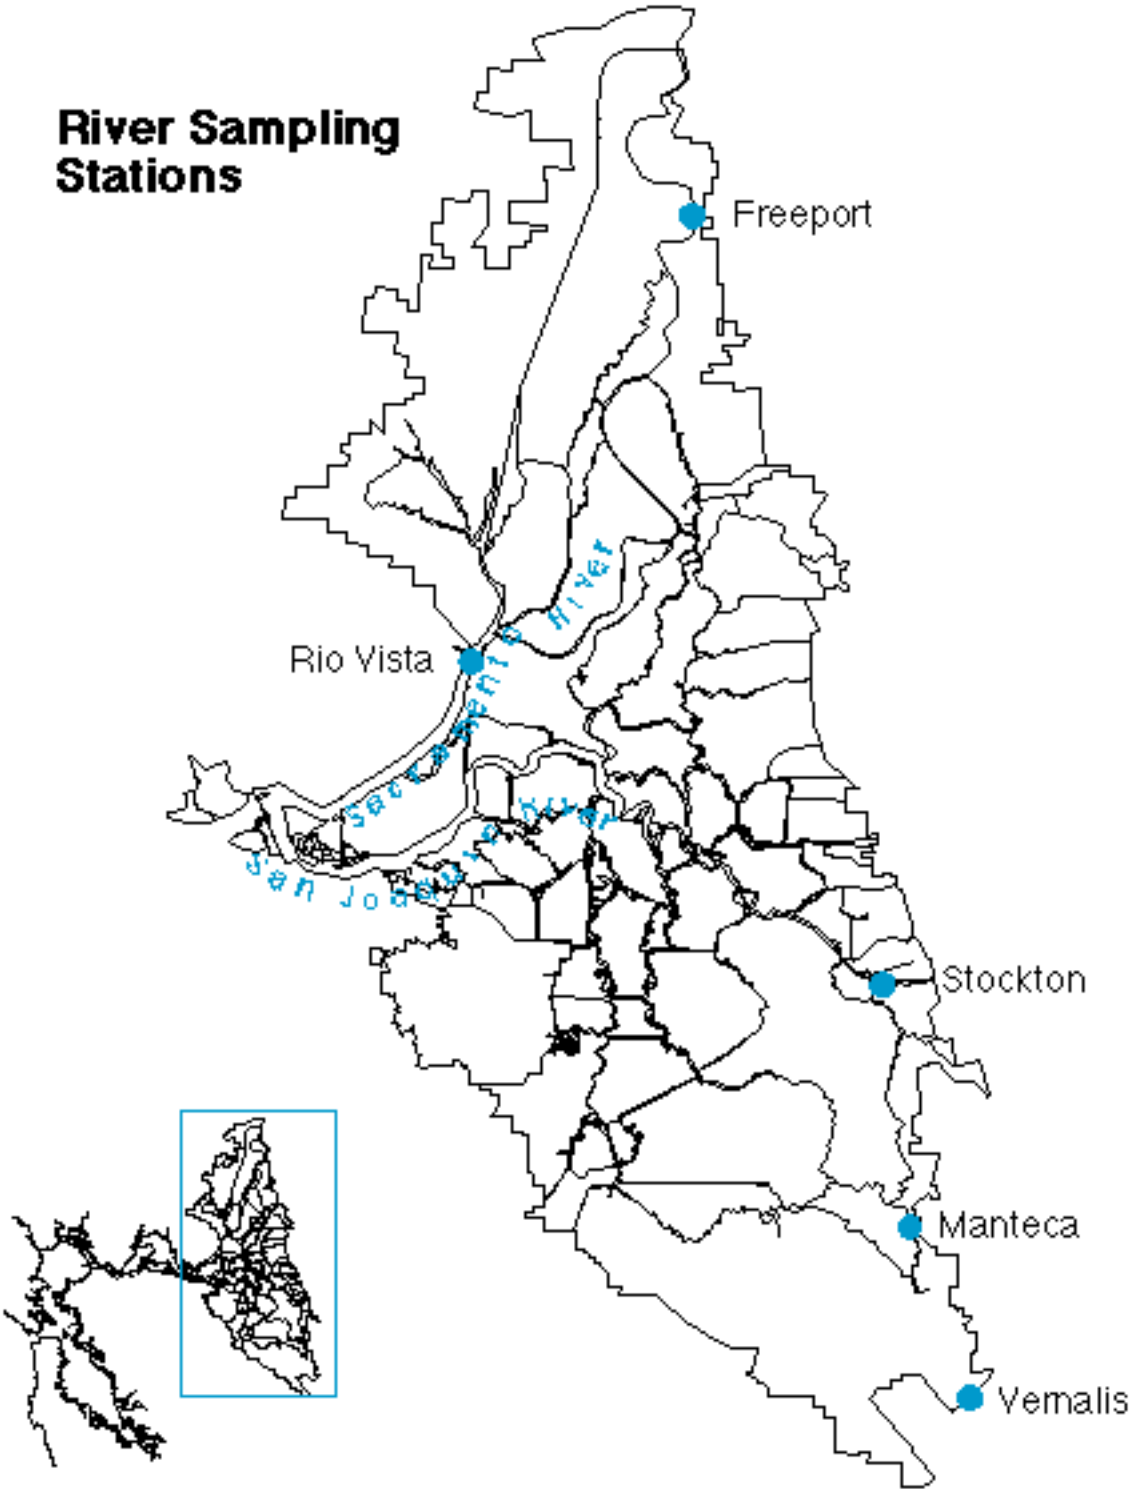 River Sampling
Stations
Freeport
Sacramento River
Rio Vista
San Joaquin River
Stockton
Manteca
Vernalis